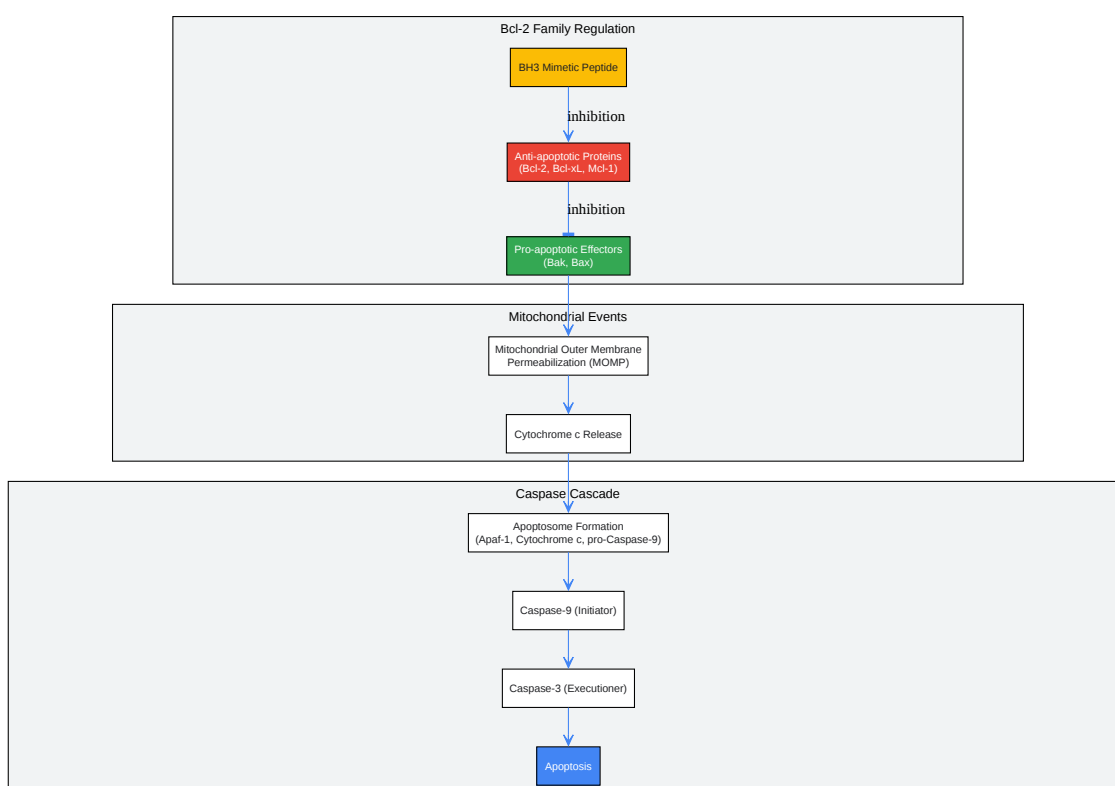 Bcl-2 Family Regulation
BH3 Mimetic Peptide
inhibition
Anti-apoptotic Proteins
(Bcl-2, Bcl-xL, Mcl-1)
inhibition
Pro-apoptotic Effectors
(Bak, Bax)
Mitochondrial Events
Mitochondrial Outer Membrane
Permeabilization (MOMP)
Cytochrome c Release
Caspase Cascade
Apoptosome Formation
(Apaf-1, Cytochrome c, pro-Caspase-9)
Caspase-9 (Initiator)
Caspase-3 (Executioner)
Apoptosis